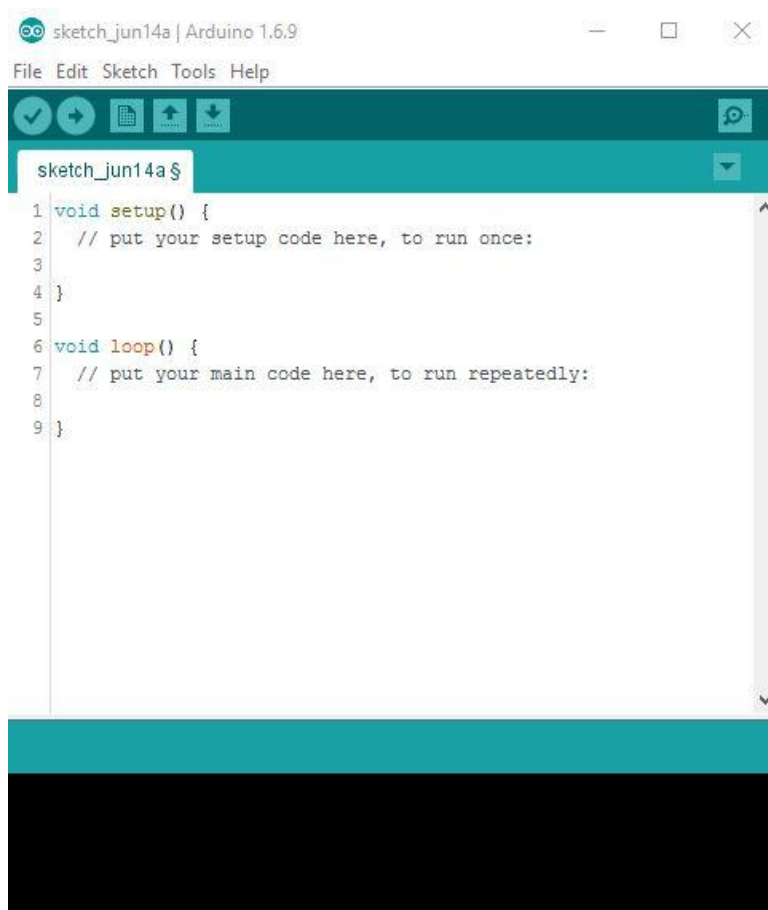 sketch_jun14a | Arduino 1.6.9
File Edit Sketch Tools Help
sketch_jun14a §
1 void setup() {
2   // put your setup code here, to run once:
3
4 }
5
6 void loop() {
7   // put your main code here, to run repeatedly:
8
9 }